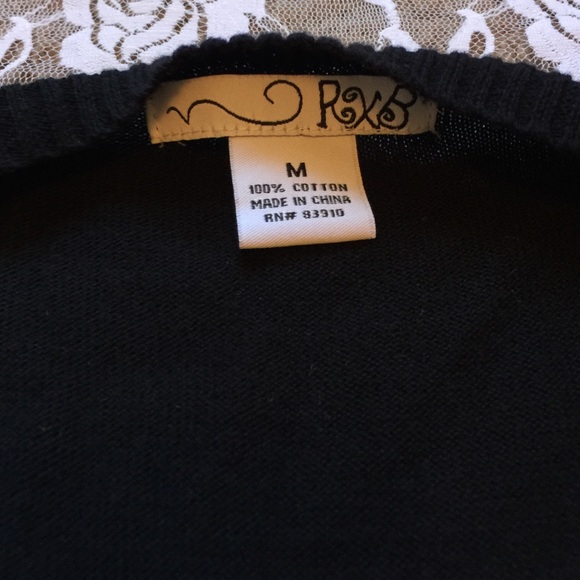 RXB
M
100% COTTON
MADE IN CHINA
RN# 83910